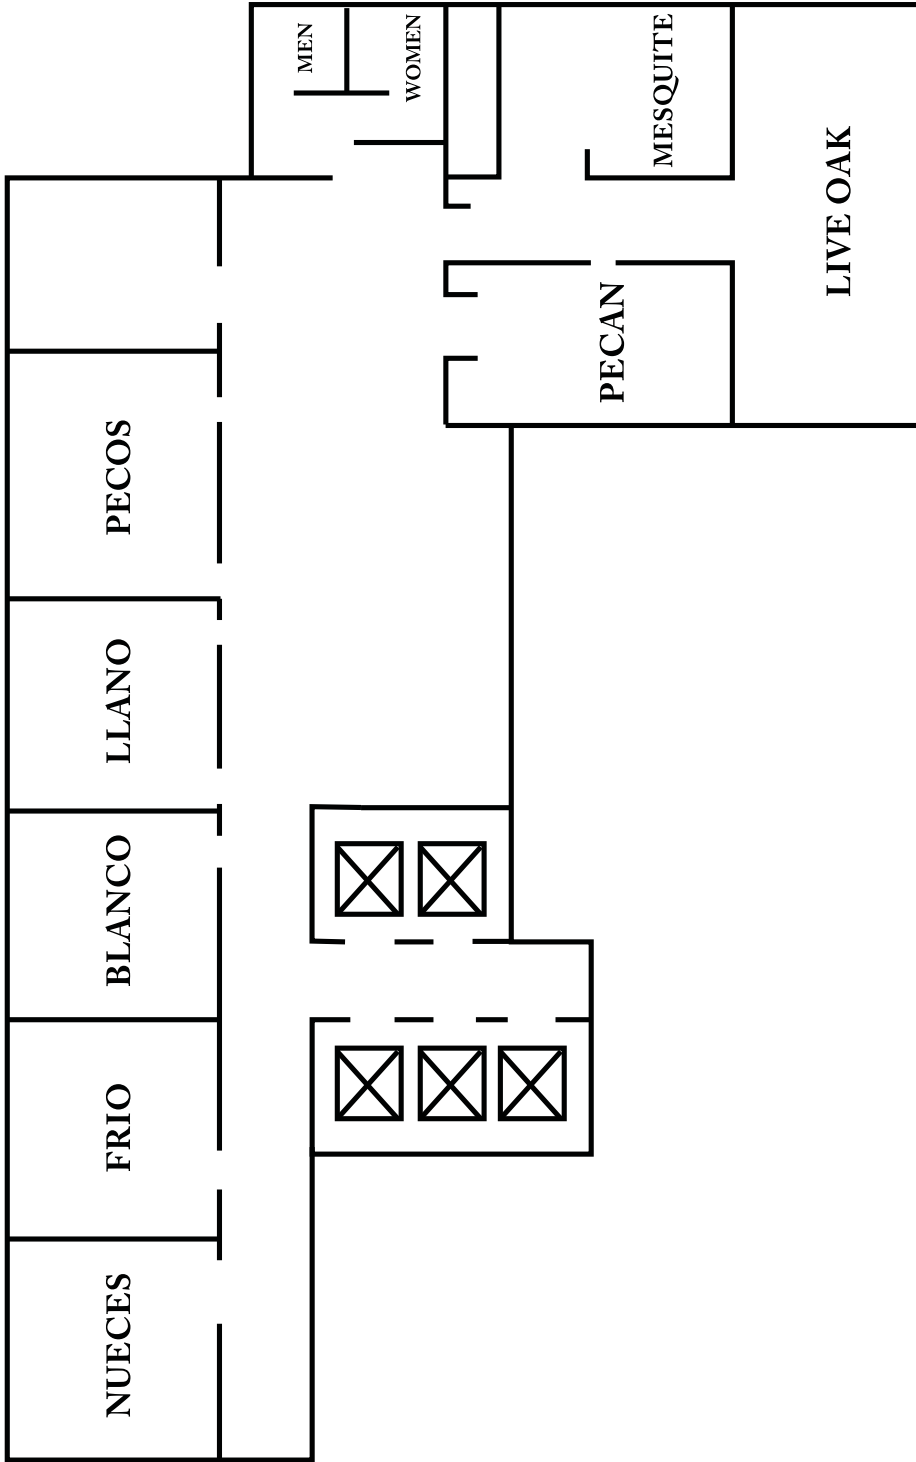 MEN
WOMEN
MESQUITE
LIVE OAK
PECAN
PECOS
LLANO
BLANCO
FRIO
NUECES